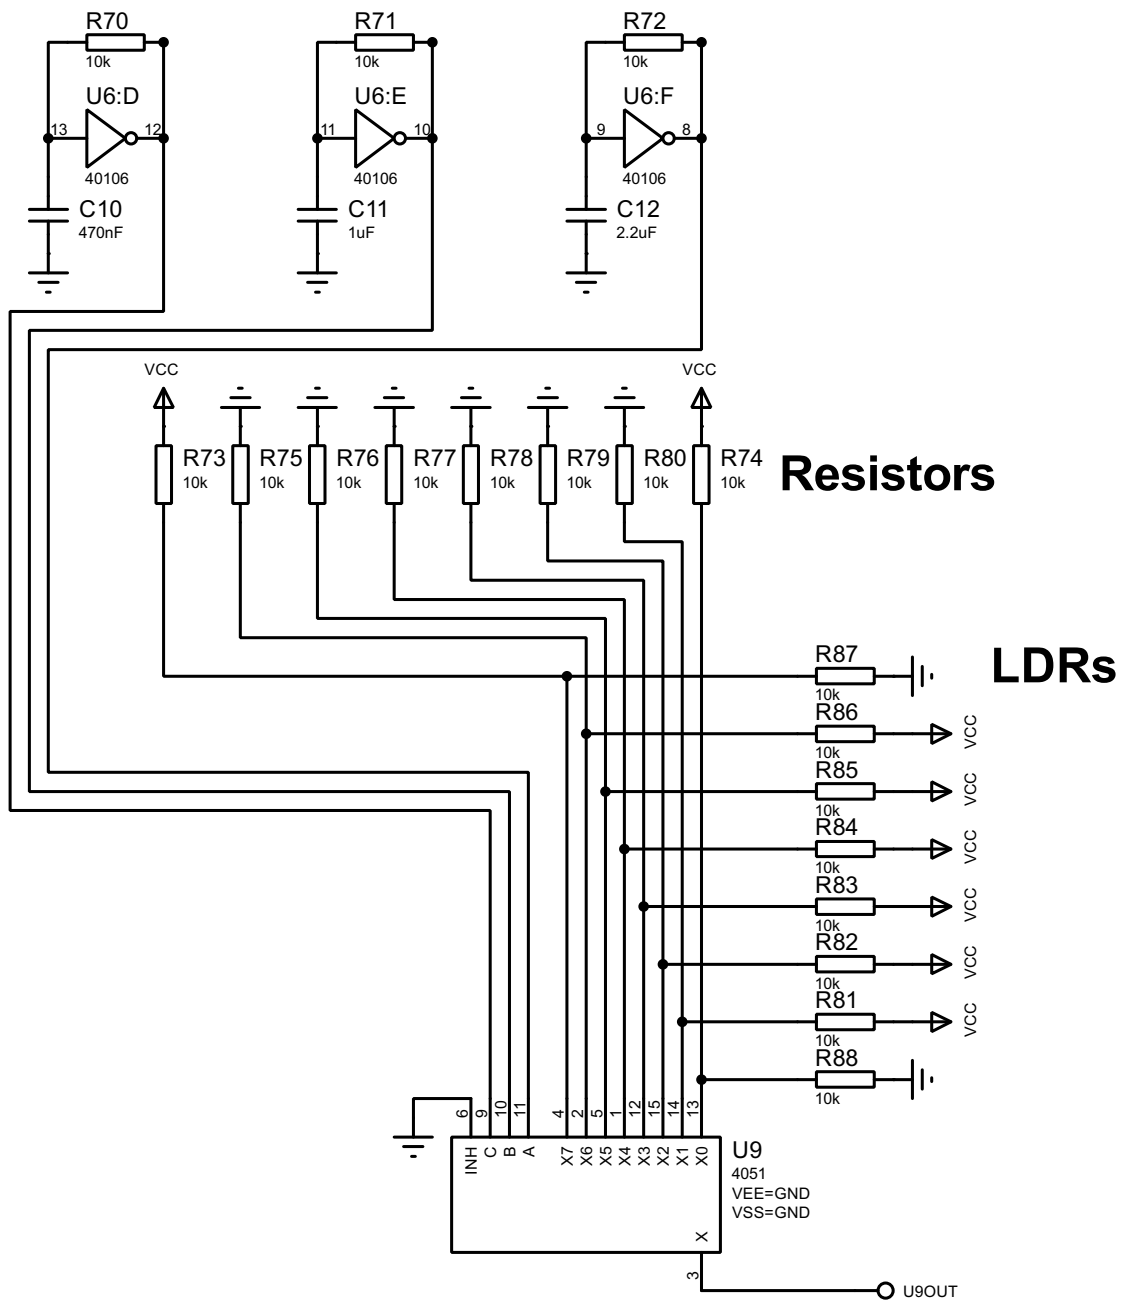 R70
10k
R71
10k
R72
10k
U6:D
13
12
40106
U6:E
11
10
40106
U6:F
9
8
40106
C10
470nF
C11
1uF
C12
2.2uF
VCC
VCC
R73
10k
R75
10k
R76
10k
R77
10k
R78
10k
R79
10k
R80
10k
R74
10k
Resistors
LDRs
R87
10k
R86
10k
VCC
R85
10k
VCC
R84
10k
VCC
R83
10k
VCC
R82
10k
VCC
R81
10k
VCC
R88
10k
6
9
10
11
4
2
5
1
12
15
14
13
INH
C
B
A
X7
X6
X5
X4
X3
X2
X1
X0
U9
4051
VEE=GND
VSS=GND
X
3
U9OUT